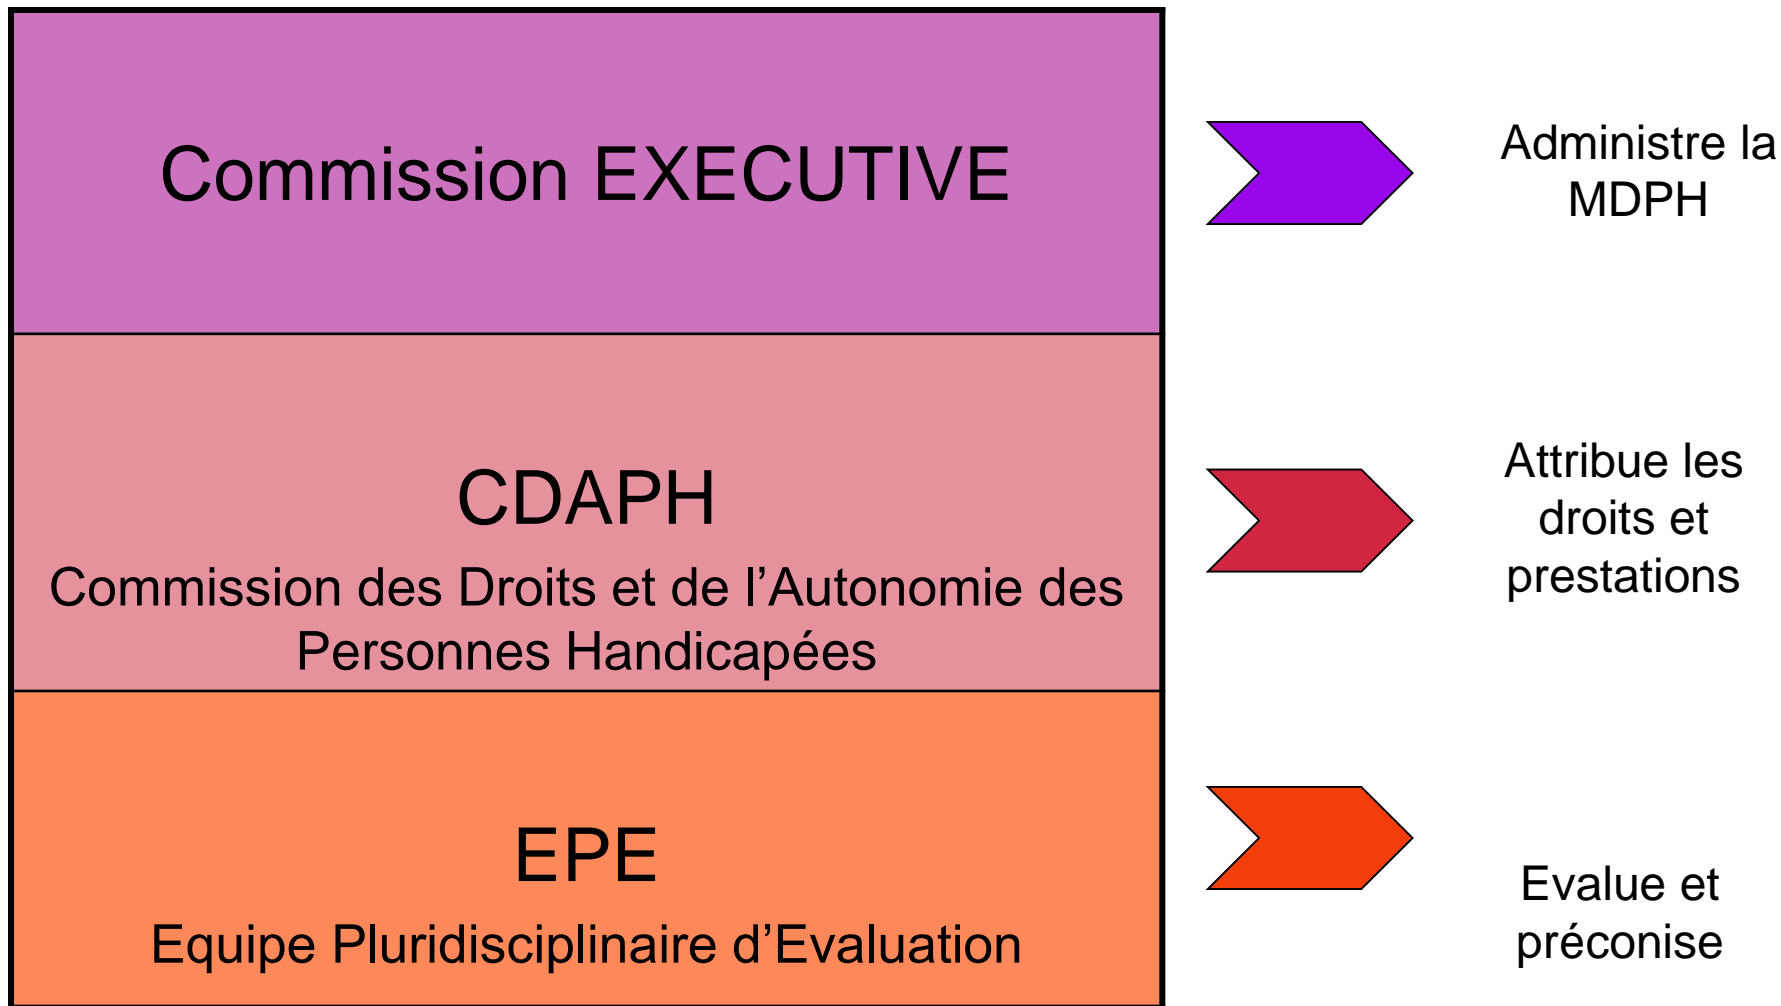 Commission EXECUTIVE
Administre la
MDPH
CDAPH
Commission des Droits et de l’Autonomie des
Personnes Handicapées
Attribue les
droits et
prestations
EPE
Equipe Pluridisciplinaire d’Evaluation
Evalue et
préconise